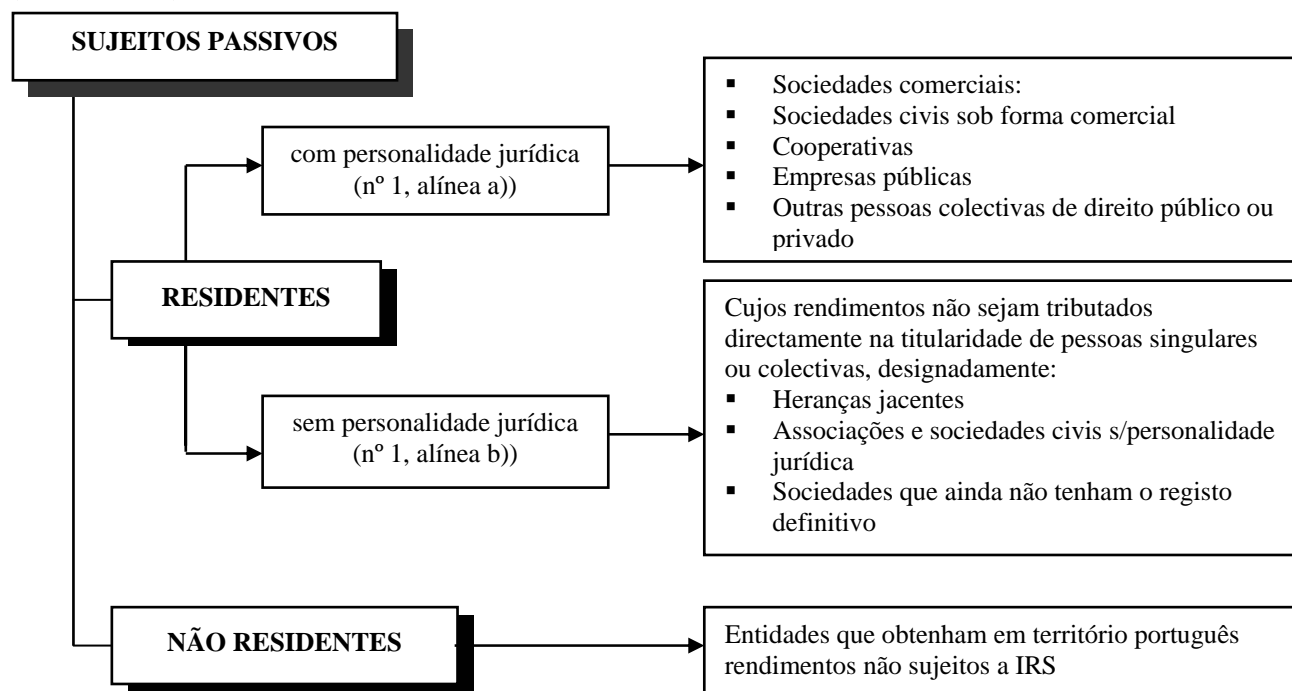 SUJEITOS PASSIVOS
com personalidade jurídica
(nº 1, alínea a))
▪ Sociedades comerciais:
▪ Sociedades civis sob forma comercial
▪ Cooperativas
▪ Empresas públicas
▪ Outras pessoas colectivas de direito público ou
privado
RESIDENTES
sem personalidade jurídica
(nº 1, alínea b))
Cujos rendimentos não sejam tributados
directamente na titularidade de pessoas singulares
ou colectivas, designadamente:
▪ Heranças jacentes
▪ Associações e sociedades civis s/personalidade
jurídica
▪ Sociedades que ainda não tenham o registo
definitivo
NÃO RESIDENTES
Entidades que obtenham em território português
rendimentos não sujeitos a IRS